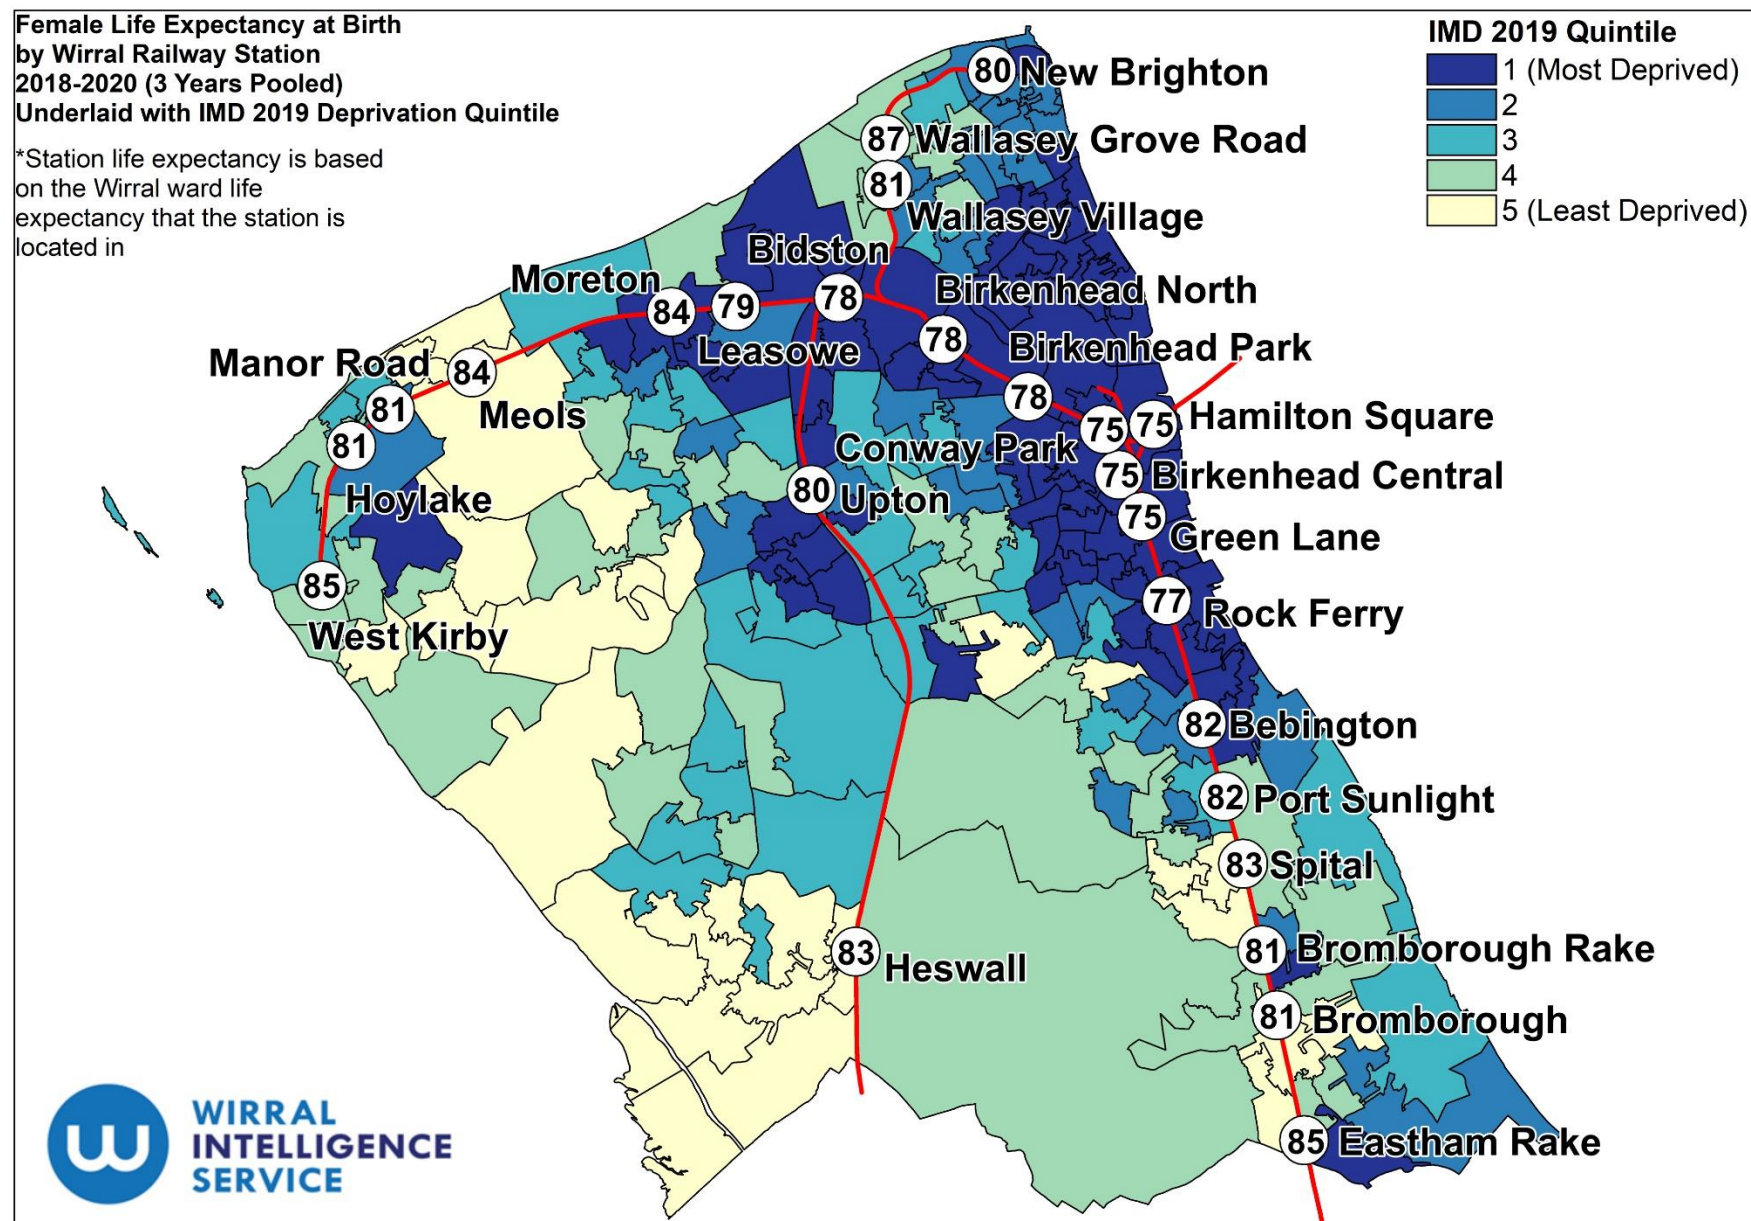 Female Life Expectancy at Birth
by Wirral Railway Station
2018-2020 (3 Years Pooled)
Underlaid with IMD 2019 Deprivation Quintile
*Station life expectancy is based
on the Wirral ward life
expectancy that the station is
located in
IMD 2019 Quintile
1 (Most Deprived)
2
3
4
5 (Least Deprived)
80 New Brighton
87 Wallasey Grove Road
81
Wallasey Village
Bidston
Moreton
84
79
78
Birkenhead North
78
Leasowe
Birkenhead Park
78
Manor Road
84
Meols
81
81
Hoylake
75
75 Hamilton Square
Conway Park
75 Birkenhead Central
80 Upton
75
Green Lane
85
West Kirby
77
Rock Ferry
82 Bebington
82 Port Sunlight
83 Spital
83
Heswall
81 Bromborough Rake
81 Bromborough
85 Eastham Rake
W
WIRRAL
INTELLIGENCE
SERVICE